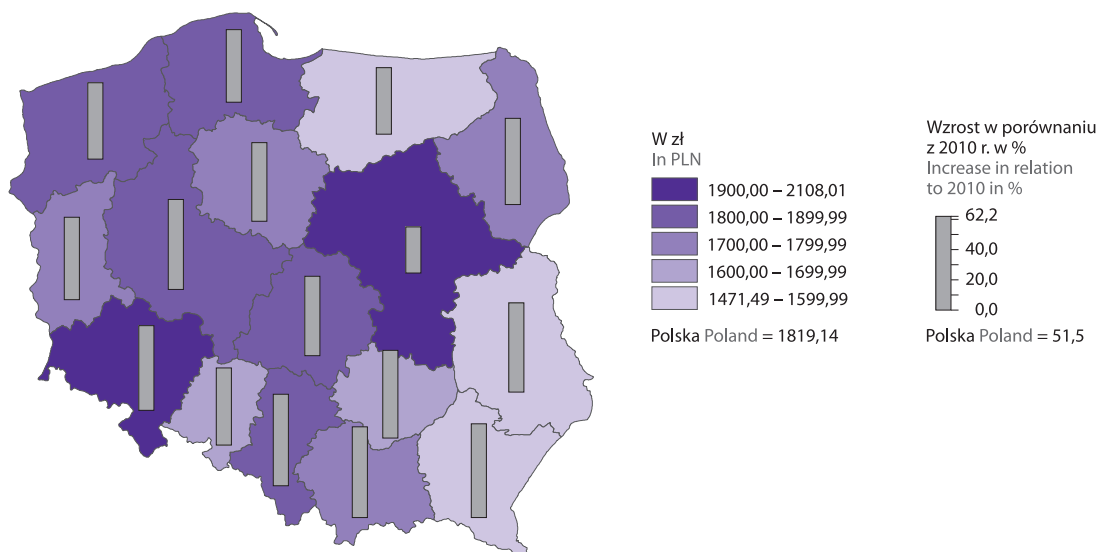 W zł
In PLN
1900,00 – 2108,01
1800,00 – 1899,99
1700,00 – 1799,99
1600,00 – 1699,99
1471,49 – 1599,99
Polska Poland = 1819,14
Wzrost w porównaniu
z 2010 r. w %
Increase in relation
to 2010 in %
62,2
40,0
20,0
0,0
Polska Poland = 51,5